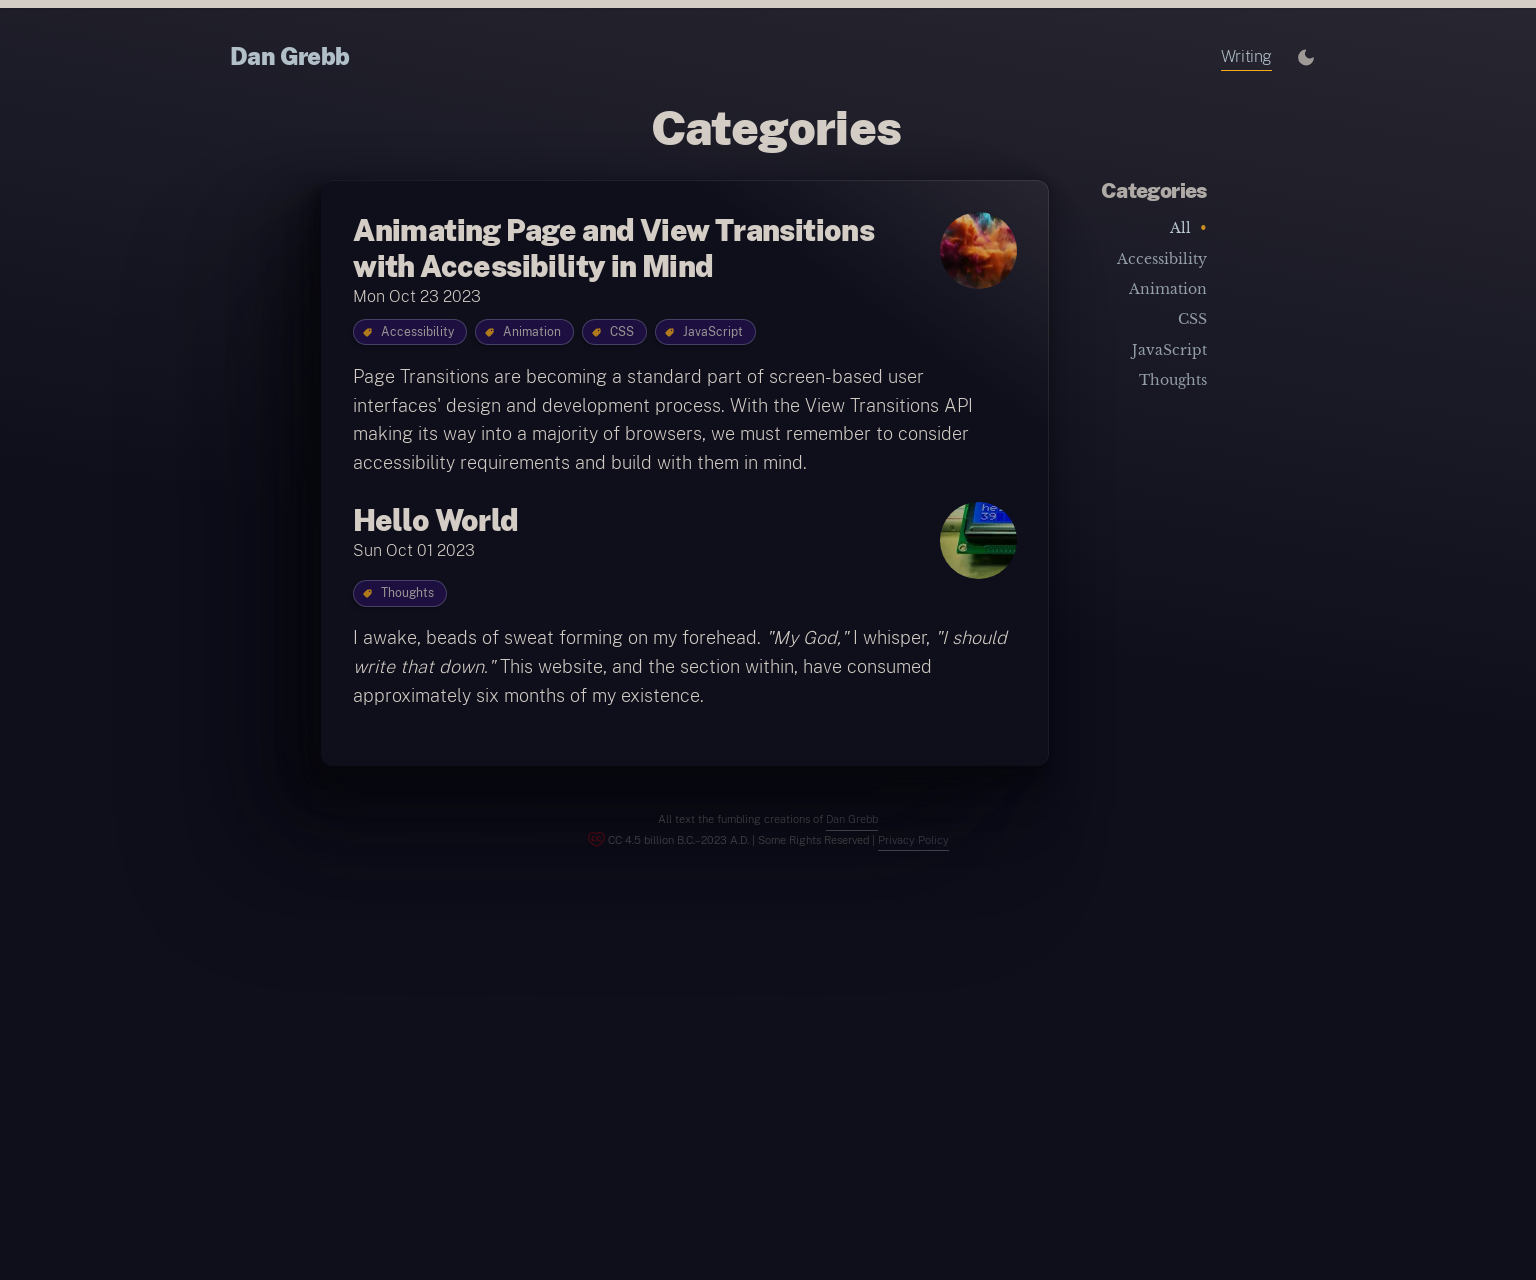 Dan Grebb
Writing
Categories
Animating Page and View Transitions
with Accessibility in Mind
Mon Oct 23 2023
Accessibility
Animation
CSS
JavaScript
Page Transitions are becoming a standard part of screen-based user
interfaces' design and development process. With the View Transitions API
making its way into a majority of browsers, we must remember to consider
accessibility requirements and build with them in mind.
Hello World
Sun Oct 01 2023
Thoughts
I awake, beads of sweat forming on my forehead. "My God," I whisper, "I should
write that down." This website, and the section within, have consumed
approximately six months of my existence.
Categories
All •
Accessibility
Animation
CSS
JavaScript
Thoughts
All text the fumbling creations of Dan Grebb
CC 4.5 billion B.C.–2023 A.D. | Some Rights Reserved | Privacy Policy